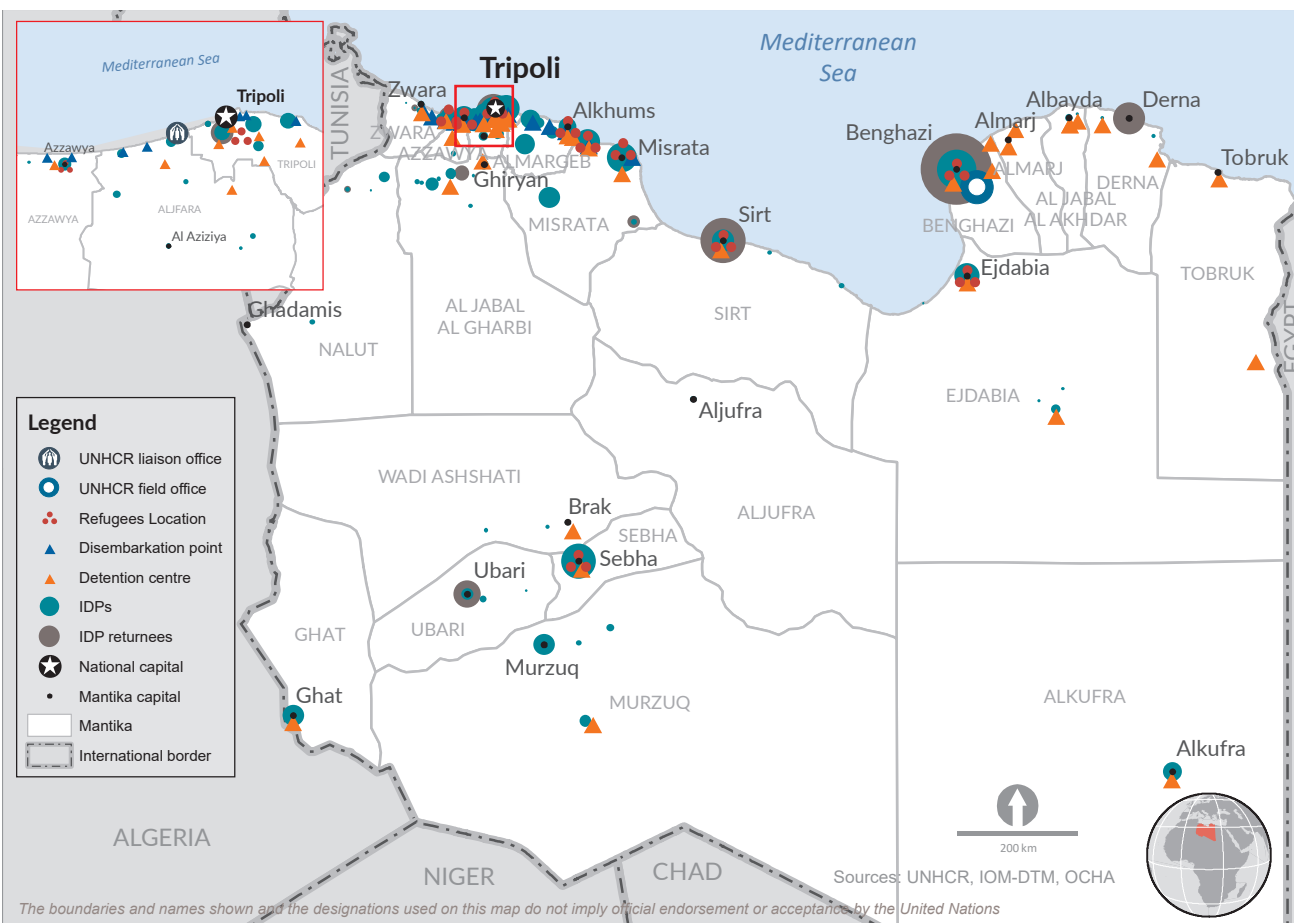 Mediterranean Sea
Tripoli
Azzawya
TRIPOLI
AZZAWYA
ALJFARA
Al Aziziya
Mediterranean
Sea
TUNISIA
Tripoli
Zwara
ZWARA
AZZAWYA
Alkhums
ALMARGEB
Misrata
Ghiryan
MISRATA
Sirt
Benghazi
Almarj
Albayda
Derna
Tobruk
ALMARJ
DERNA
AL JABAL
AL AKHDAR
BENGHAZI
Ejdabia
TOBRUK
EGYPT
Ghadamis
NALUT
AL JABAL
AL GHARBI
SIRT
EJDABIA
Aljufra
WADI ASHSHATI
Brak
SEBHA
Sebha
ALJUFRA
Ubari
UBARI
GHAT
Murzuq
MURZUQ
Ghat
ALKUFRA
Alkufra
Legend
UNHCR liaison office
UNHCR field office
Refugees Location
Disembarkation point
Detention centre
IDPs
IDP returnees
National capital
Mantika capital
Mantika
International border
ALGERIA
NIGER
CHAD
200 km
Sources: UNHCR, IOM-DTM, OCHA
The boundaries and names shown and the designations used on this map do not imply official endorsement or acceptance by the United Nations